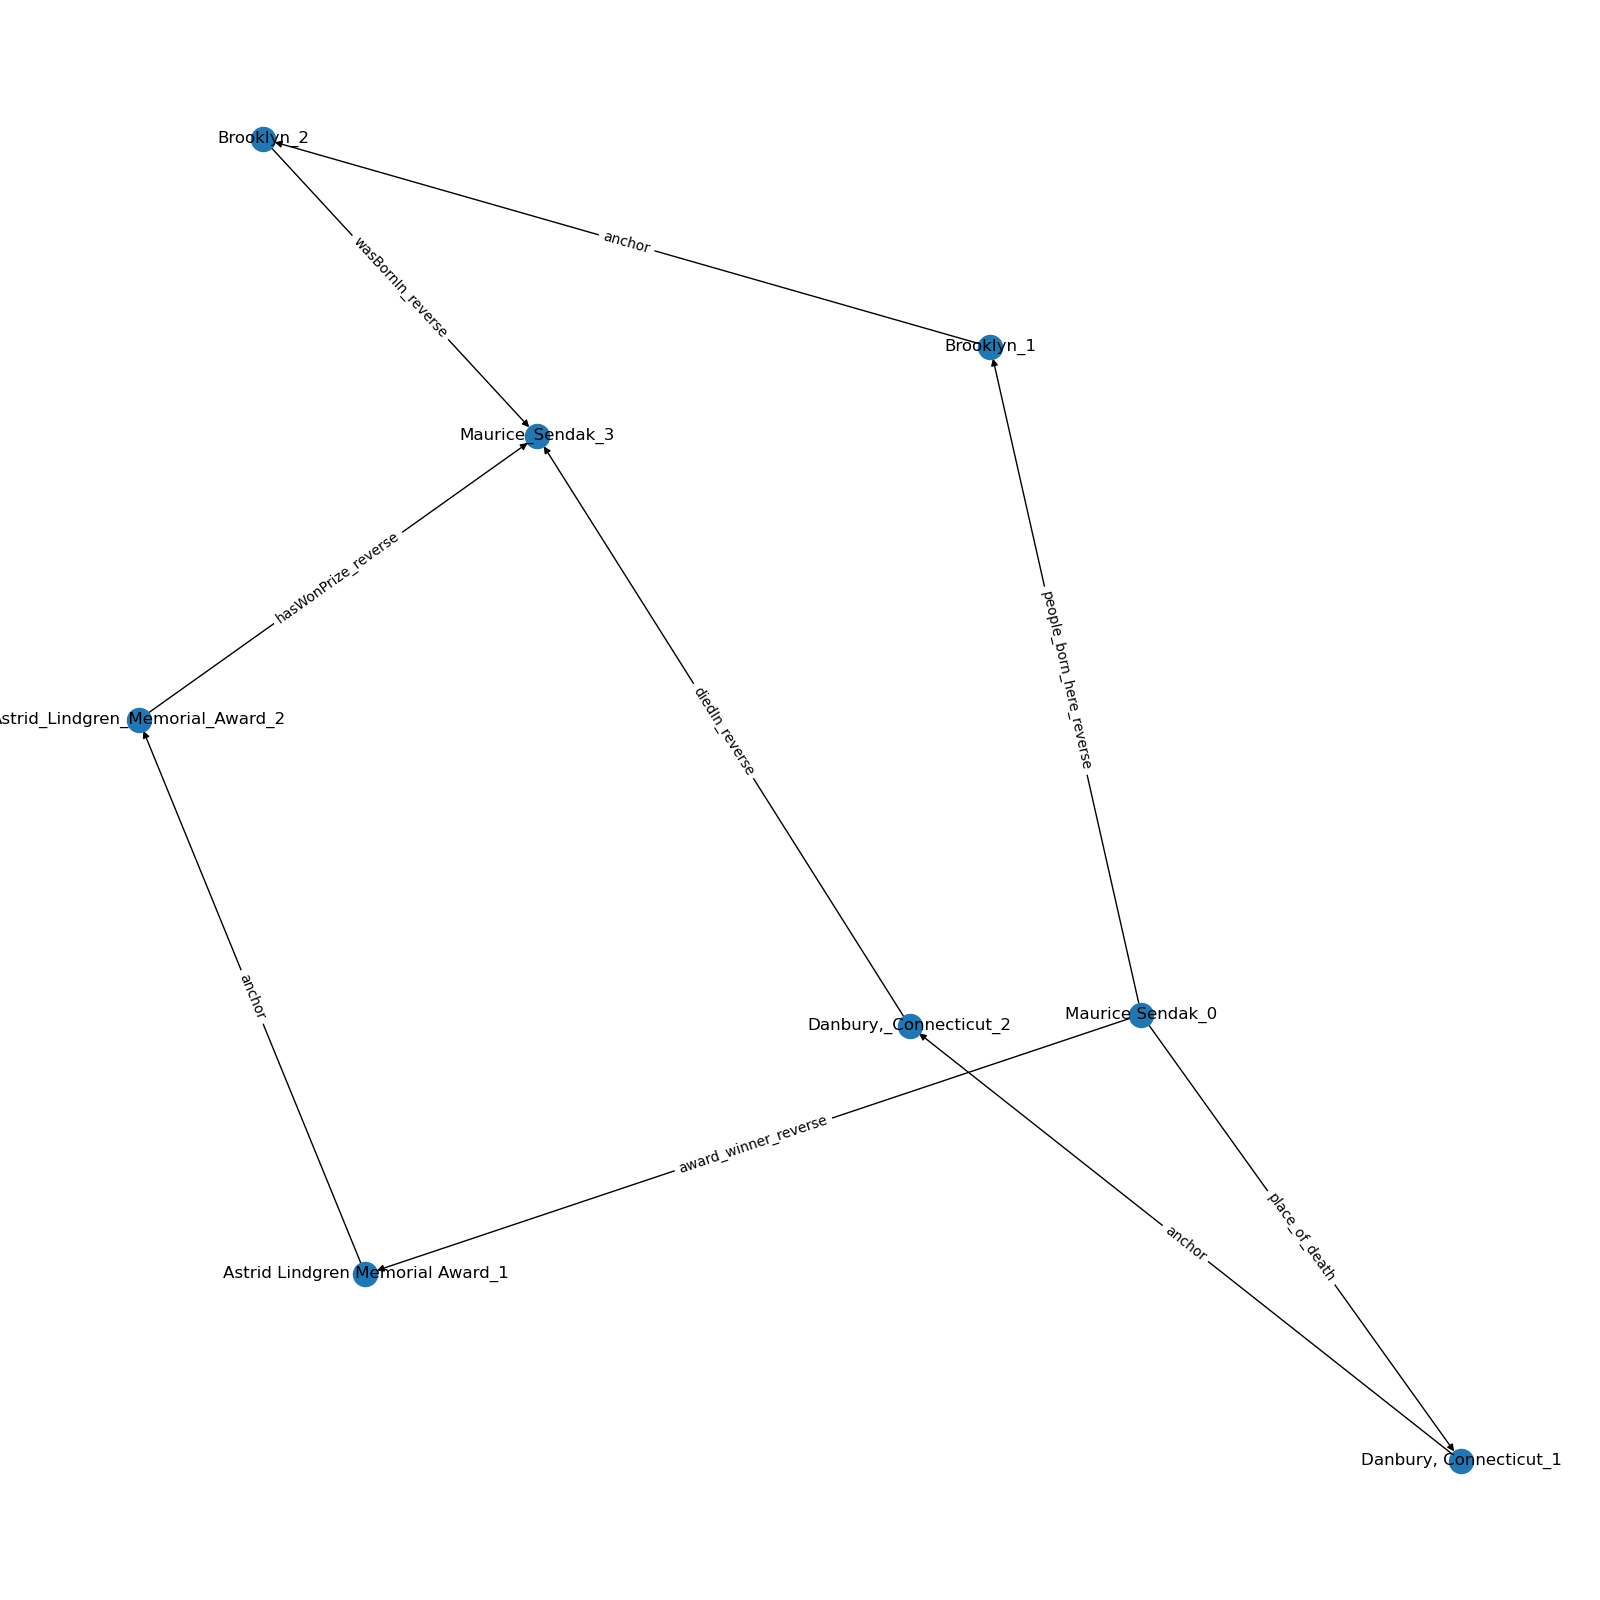 Brooklyn_2
anchor
wasBornIn_reverse
Brooklyn_1
Maurice_Sendak_3
hasWonPrize_reverse
people_born_here_reverse
diedIn_reverse
Astrid_Lindgren_Memorial_Award_2
anchor
Maurice Sendak_0
Danbury,_Connecticut_2
award_winner_reverse
place_of_death
anchor
Astrid Lindgren Memorial Award_1
Danbury, Connecticut_1